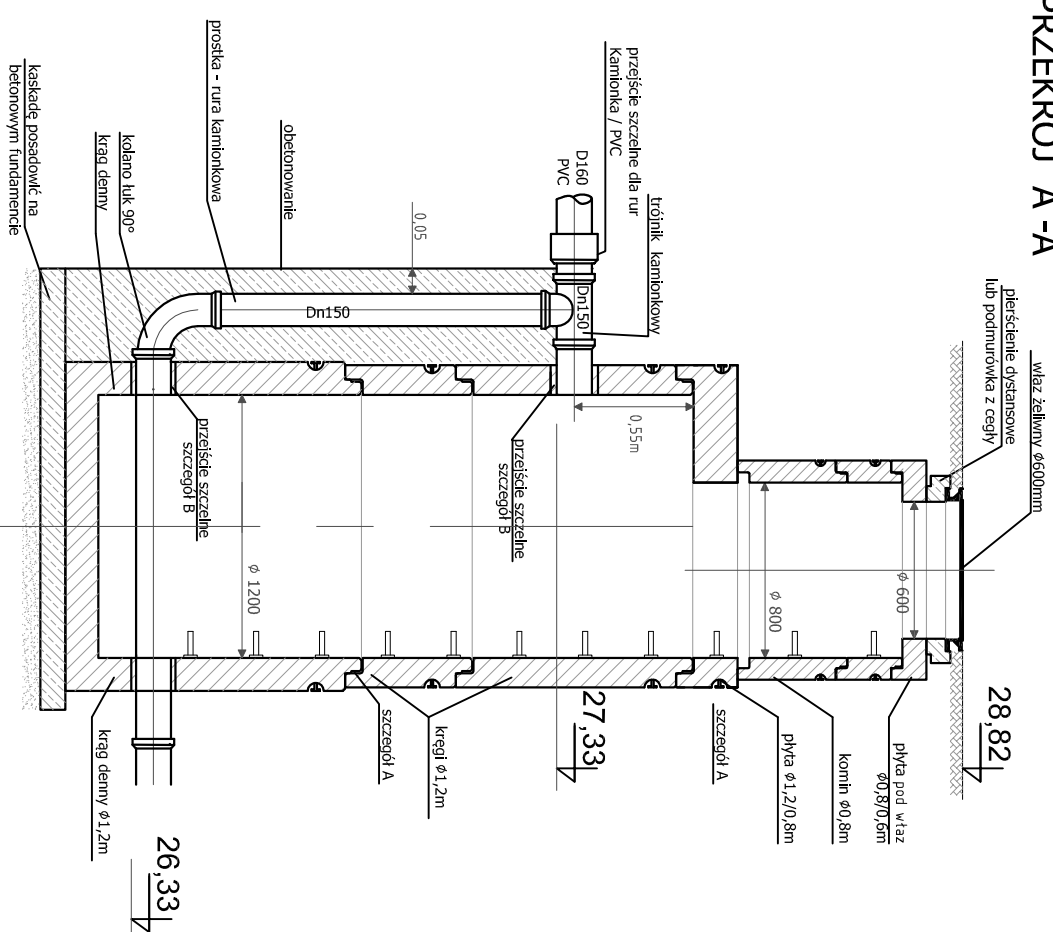 PRZEKRÓJ A -A
właz żeliwny ϕ600mm
pierścienie dystansowe
lub podmurówka z cegły
trójnik kamionkowy
przejście szczelne dla rur
Kamionka / PVC
D160
PVC
Dn150
0,05
obetonowanie
prostka - rura kamionkowa
Dn150
kolano łuk 90°
krąg denny
kaskadę posadowić na
betonowym fundamencie
przejście szczelne
szczegół B
przejście szczelne
szczegół B
0,55m
ϕ 1200
ϕ 800
ϕ 600
28,82
płyta pod właz
ϕ0,8/0,6m
komin ϕ0,8m
płyta ϕ1,2/0,8m
szczegół A
27,33
kręgi ϕ1,2m
szczegół A
krąg denny ϕ1,2m
26,33